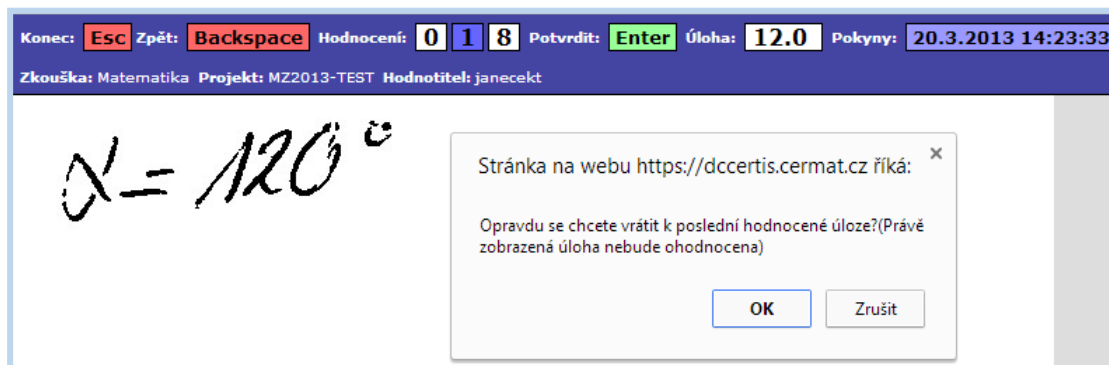 Konec: Esc Zpět: Backspace Hodnocení: 0 1 8 Potvrdit: Enter Úloha: 12.0 Pokyny: 20.3.2013 14:23:33
Zkouška: Matematika Projekt: MZ2013-TEST Hodnotitel: janecekt
α = 120°
Stránka na webu https://dccertis.cermat.cz říká: ×
Opravdu se chcete vrátit k poslední hodnocené úloze?(Právě
zobrazená úloha nebude ohodnocena)
OK Zrušit